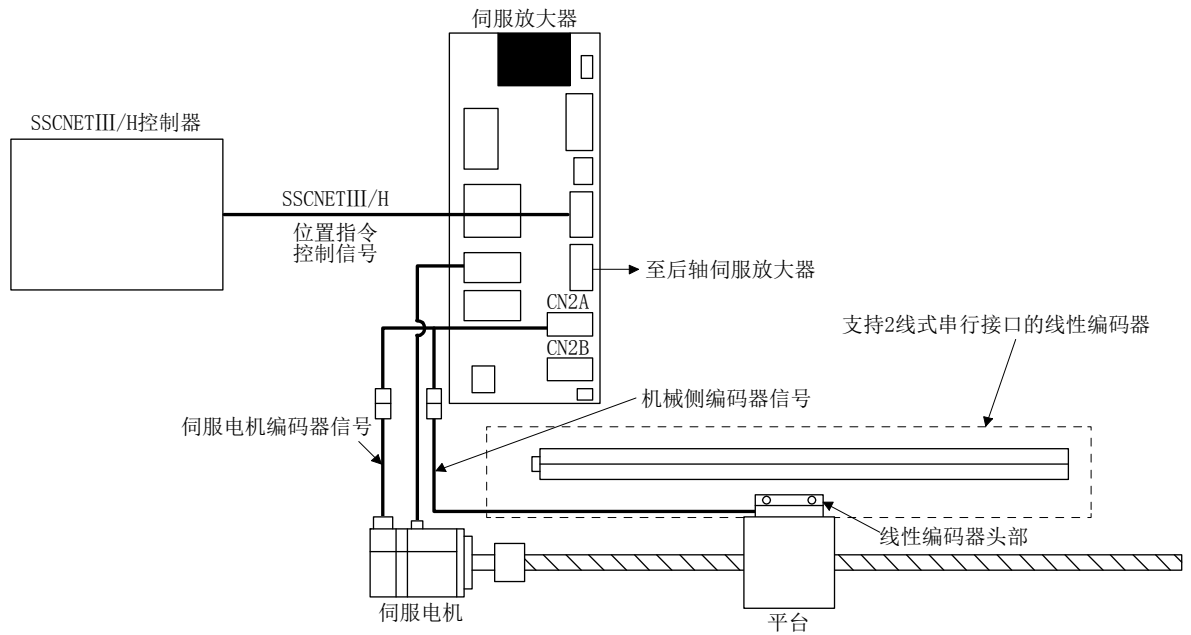 伺服放大器
SSCNETⅢ/H控制器
SSCNETⅢ/H
位置指令
控制信号
至后轴伺服放大器
CN2A
支持2线式串行接口的线性编码器
CN2B
机械侧编码器信号
伺服电机编码器信号
线性编码器头部
伺服电机
平台